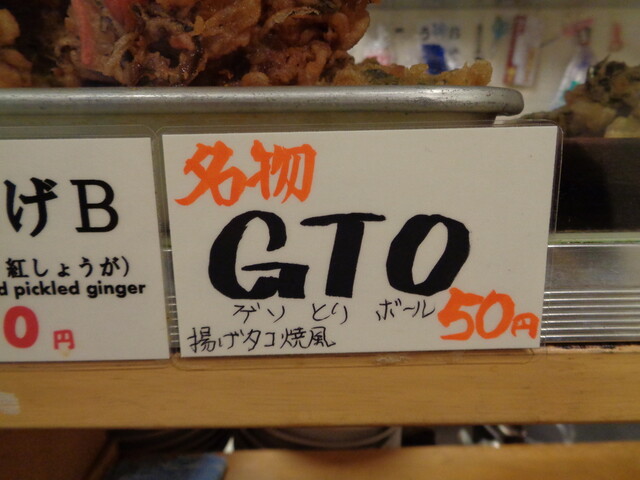 げB
紅しょうが)
d pickled ginger
0円
名物
GTO
ゲソ とり ボール
揚げタコ焼風
50円